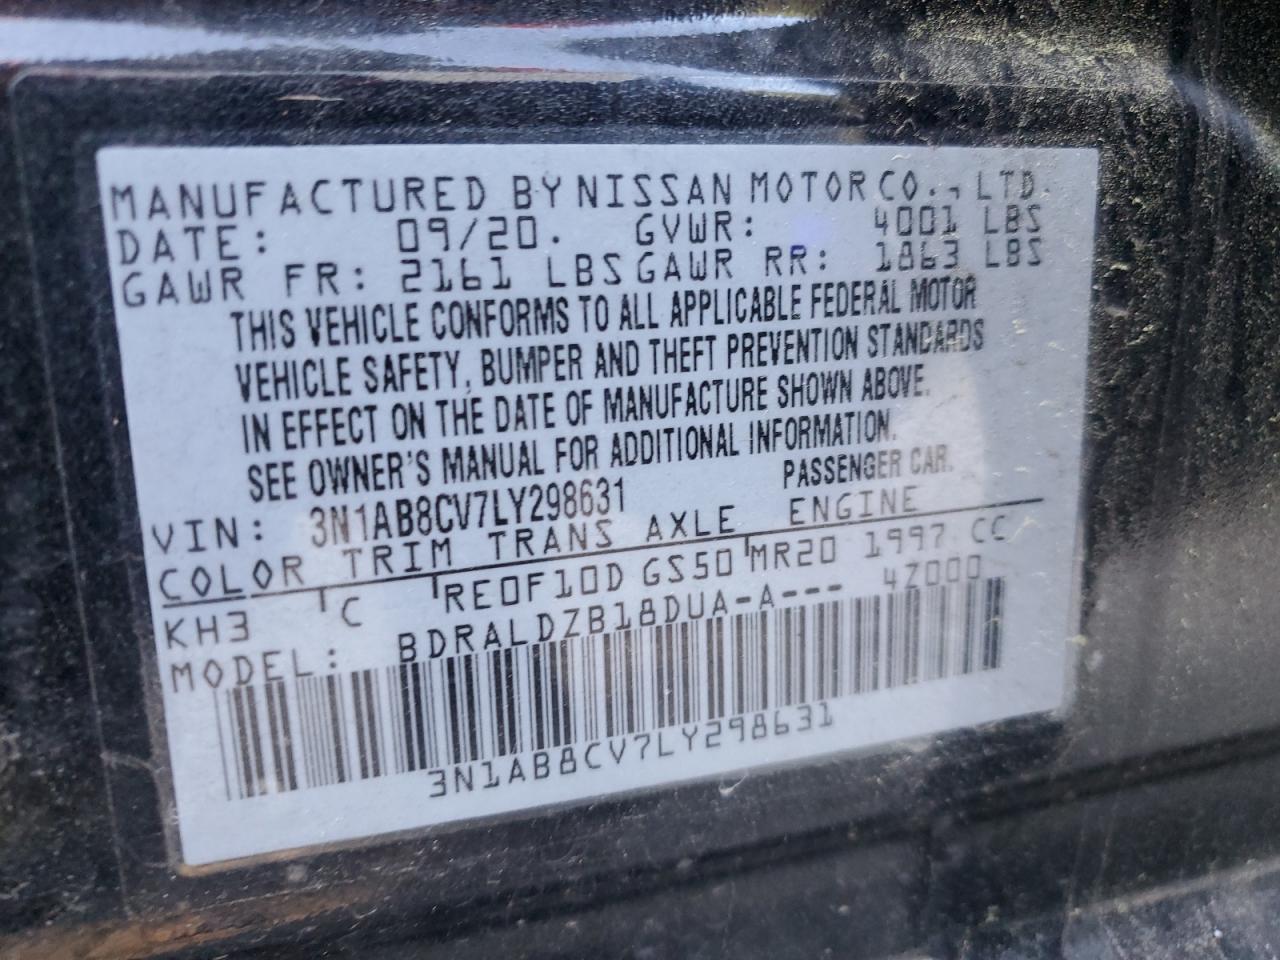 MANUFACTURED BY NISSAN MOTOR CO., LTD.
DATE: 09/20. GVWR: 4001 LBS
GAWR FR: 2161 LBS GAWR RR: 1863 LBS
THIS VEHICLE CONFORMS TO ALL APPLICABLE FEDERAL MOTOR
VEHICLE SAFETY, BUMPER AND THEFT PREVENTION STANDARDS
IN EFFECT ON THE DATE OF MANUFACTURE SHOWN ABOVE.
SEE OWNER'S MANUAL FOR ADDITIONAL INFORMATION.
VIN: 3N1AB8CV7LY298631 PASSENGER CAR.
COLOR TRIM TRANS AXLE ENGINE
KH3 C RE0F10D GS50 MR20 1997 CC
MODEL: BDRALDZB18DUA-A--- 4Z000
3N1AB8CV7LY298631